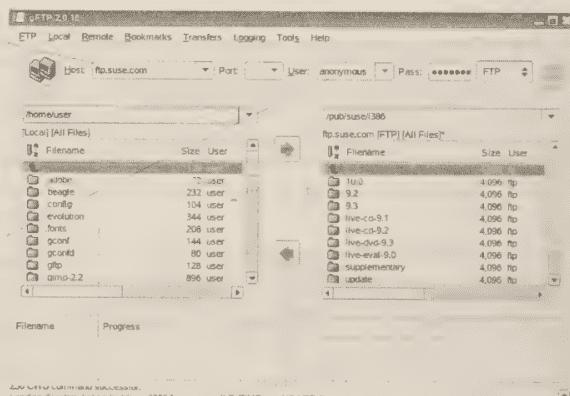 gFTP 2.0.18
FTP Local Remote Bookmarks Transfers Logging Tools Help
Host: ftp.suse.com Port: User: anonymous Pass: FTP
/home/user
[Local] [All Files]
Filename Size User
.adobe 72 user
beagle 232 user
config 104 user
evolution 344 user
.fonts 208 user
gconf 144 user
gconfd 80 user
gftp 128 user
gimp-2.2 896 user
/pub/suse/i386
ftp.suse.com [FTP] [All Files]*
Filename Size User
10.0 4,096 ftp
9.2 4,096 ftp
9.3 4,096 ftp
live-cd-9.1 4,096 ftp
live-cd-9.2 4,096 ftp
live-dvd-9.3 4,096 ftp
live-eval-9.0 4,096 ftp
supplementary 4,096 ftp
update 4,096 ftp
Filename Progress
250 CWD command successful.